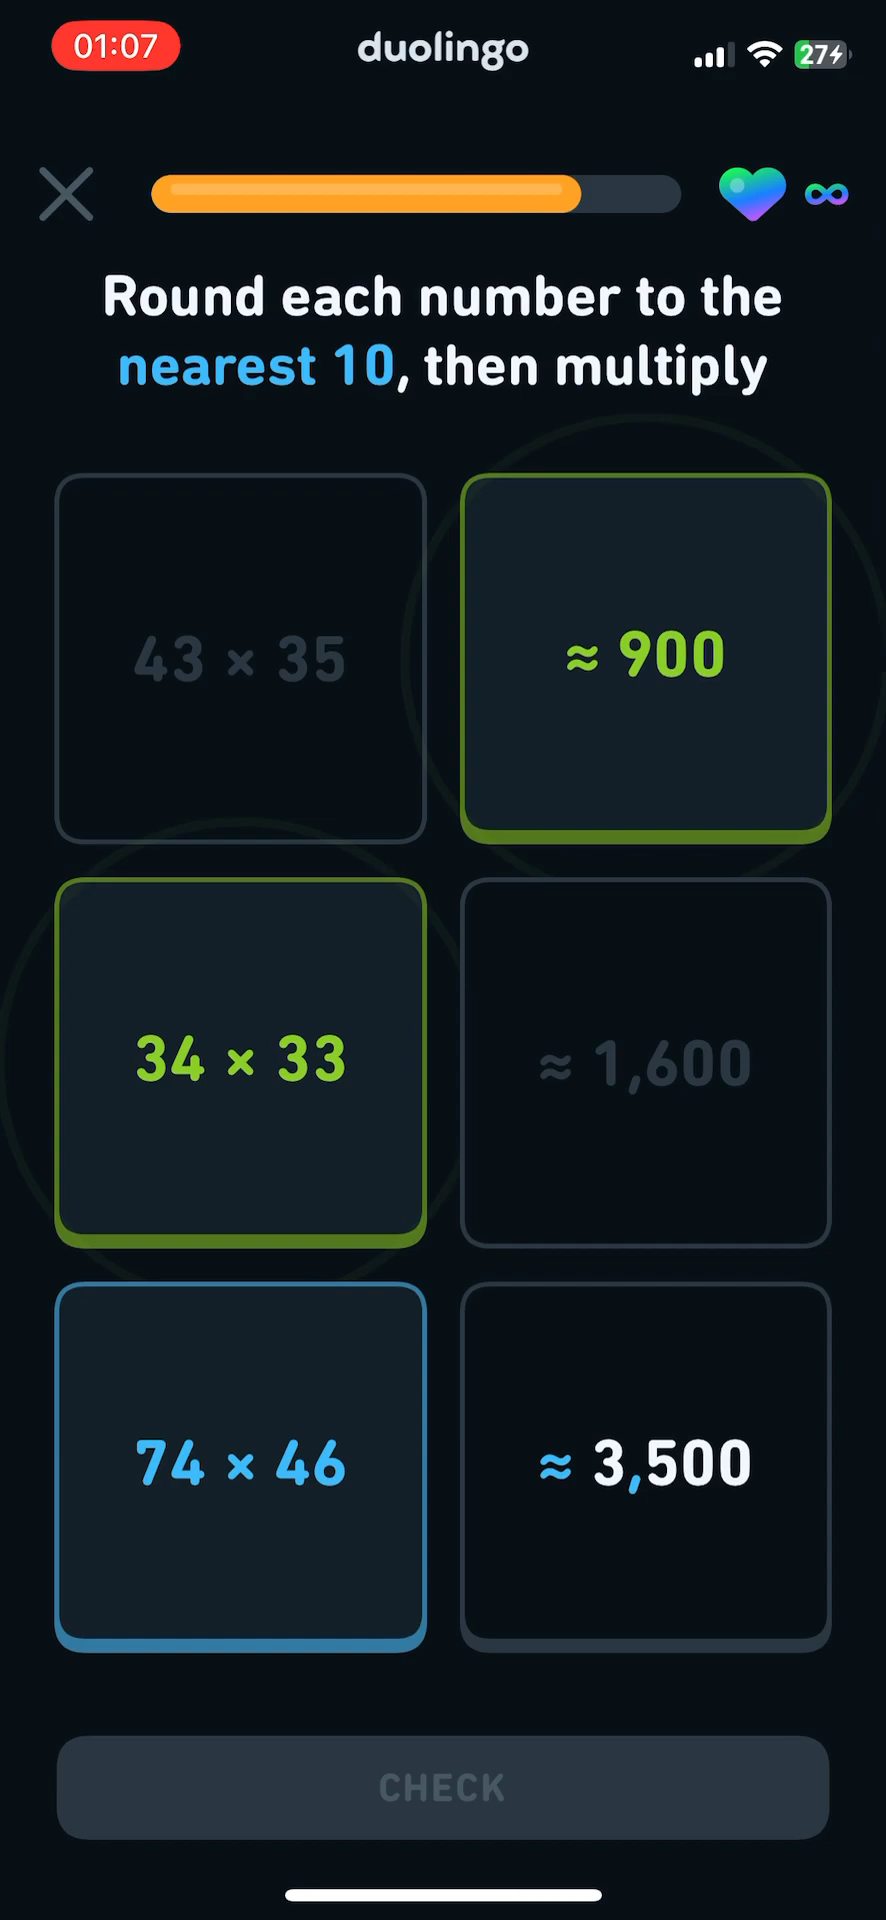 01:07
duolingo
27
Round each number to the
nearest 10, then multiply
43 × 35
≈ 900
34 × 33
≈ 1,600
74 × 46
≈ 3,500
CHECK